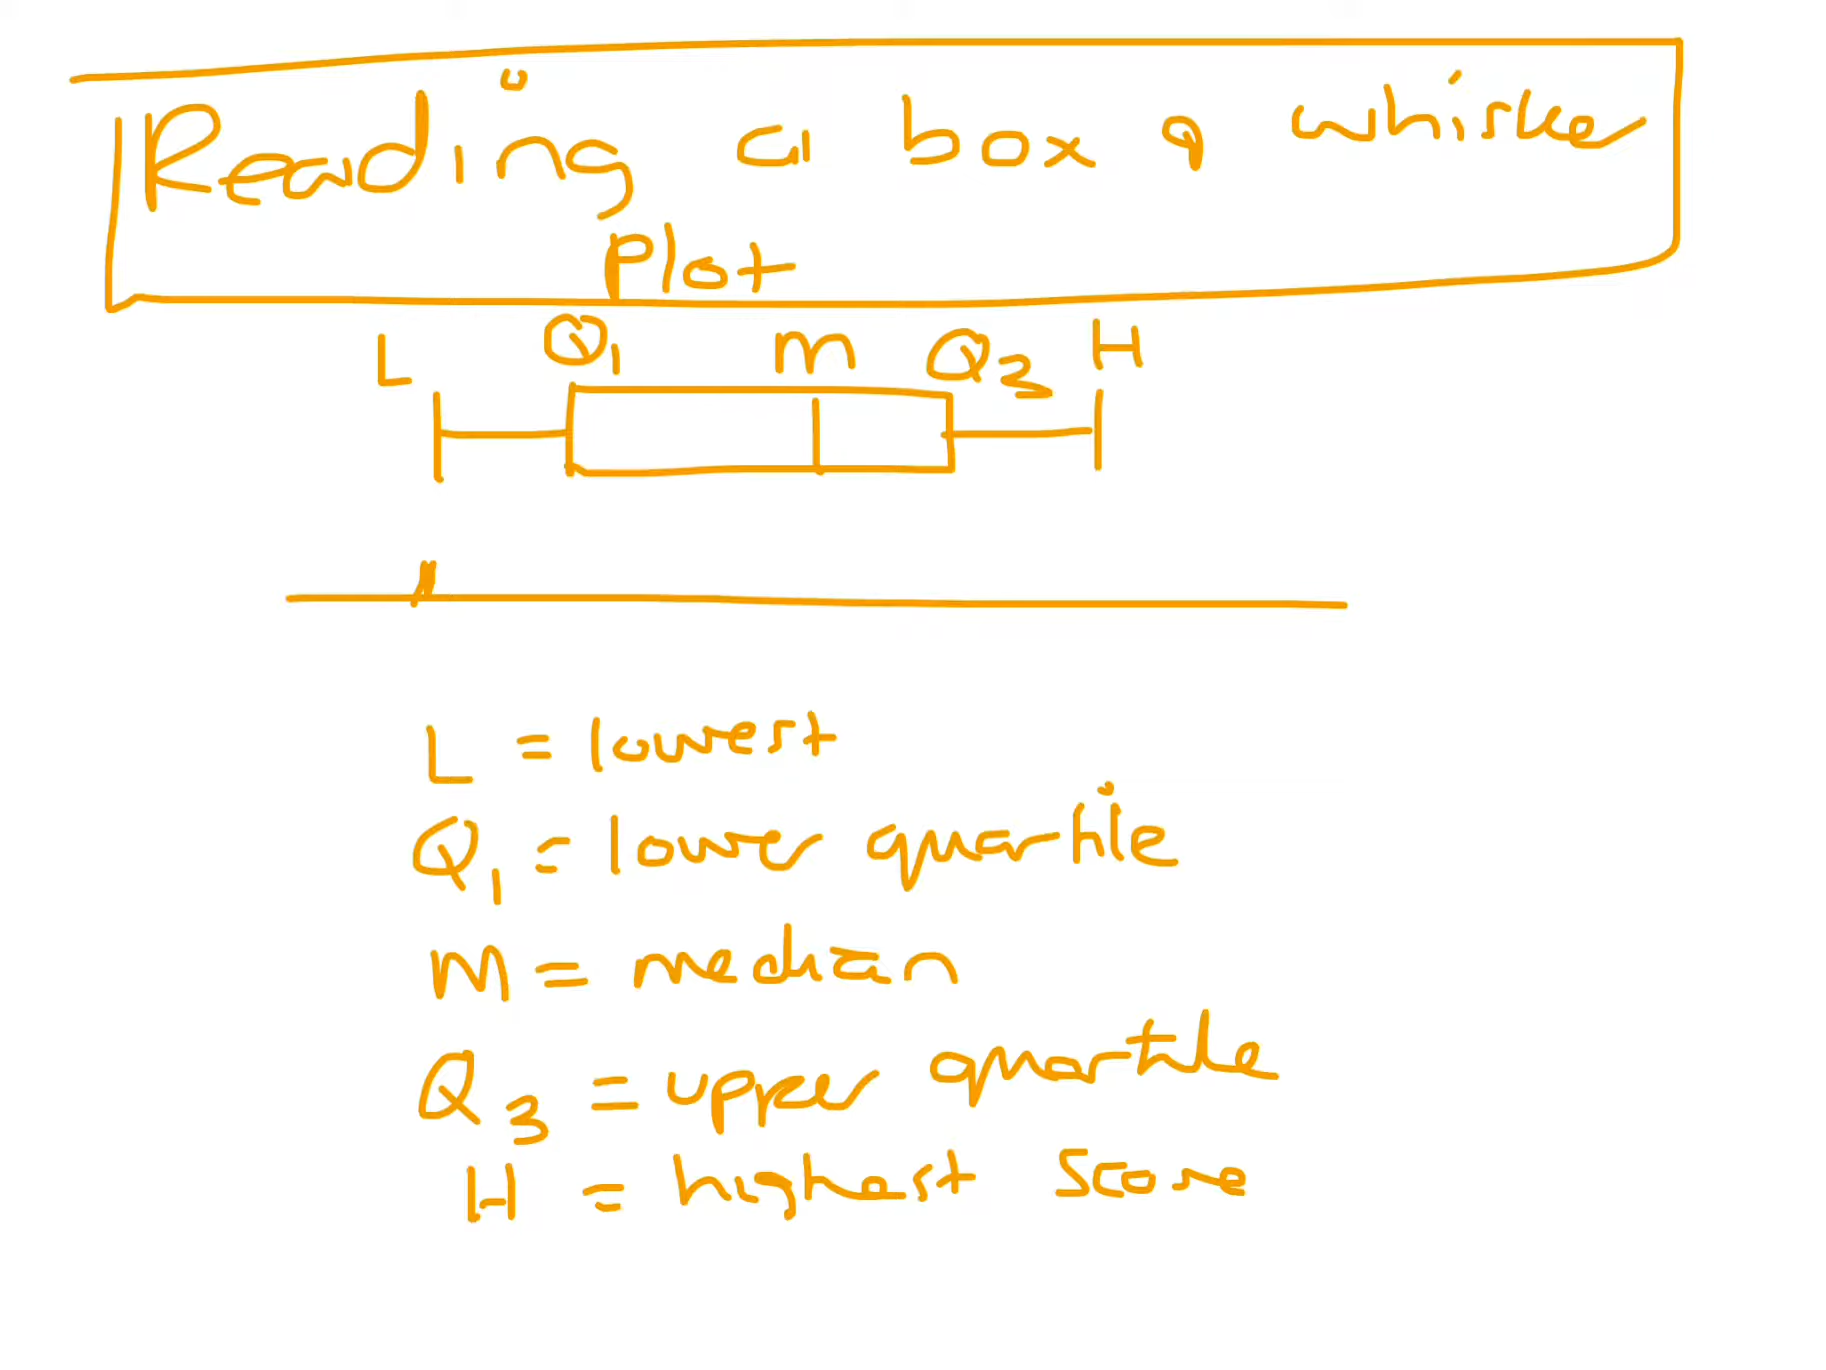 Reading a box & whisker
plot
L Q1 m Q3 H
L = lowest
Q1 = lower quartile
M = median
Q3 = upper quartile
H = highest score